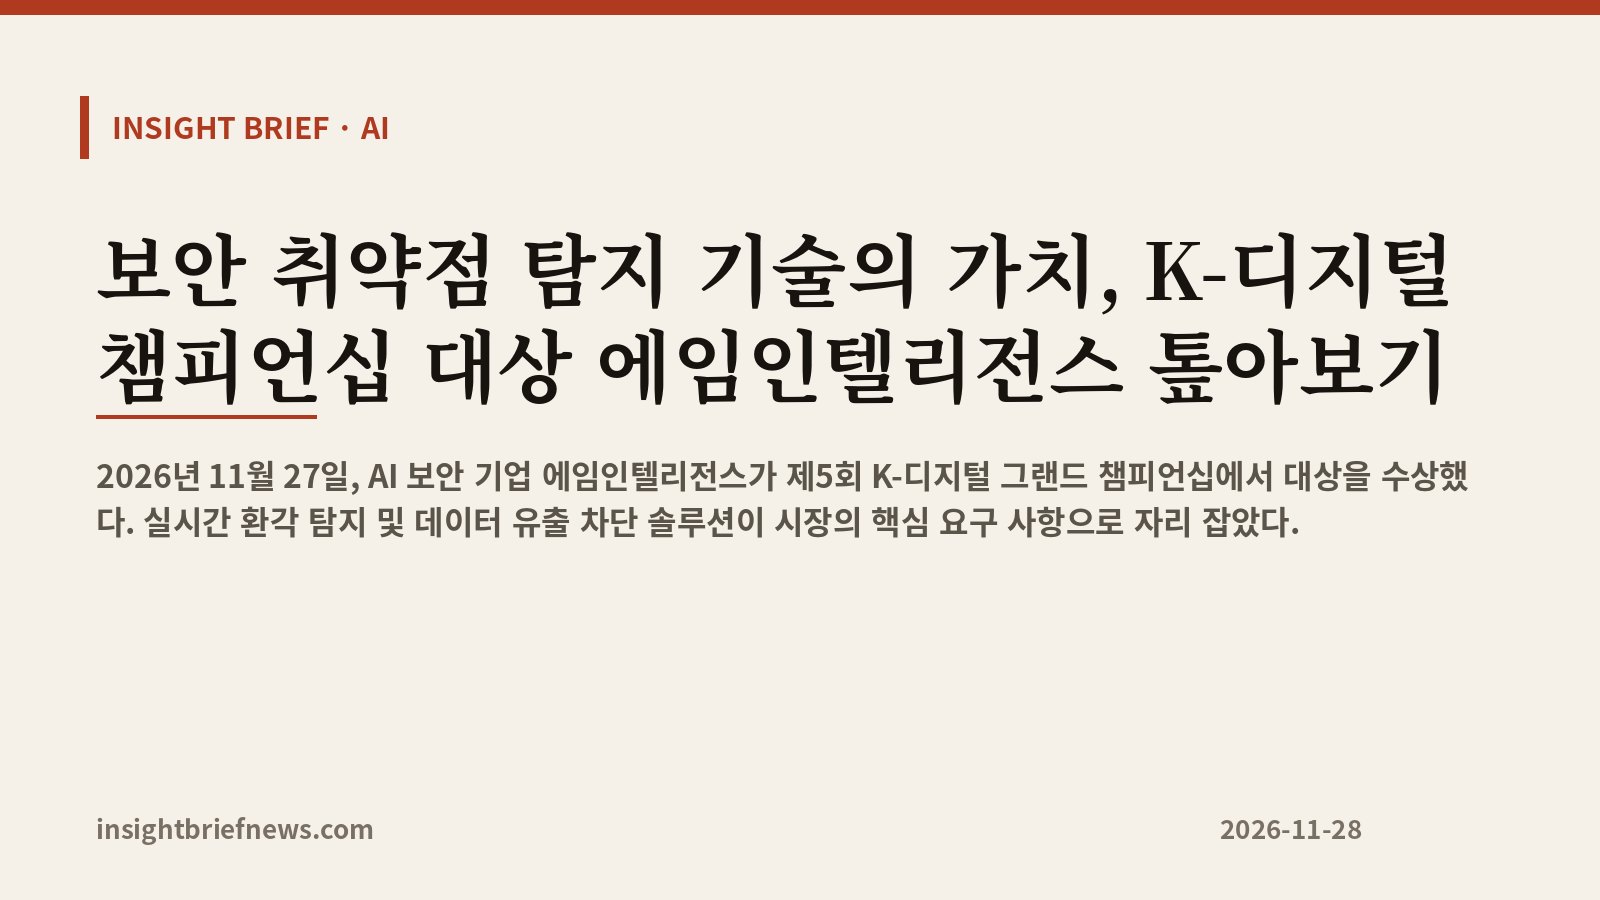 INSIGHT BRIEF · AI
보안 취약점 탐지 기술의 가치, K-디지털
챔피언십 대상 에임인텔리전스 톺아보기
2026년 11월 27일, AI 보안 기업 에임인텔리전스가 제5회 K-디지털 그랜드 챔피언십에서 대상을 수상했
다. 실시간 환각 탐지 및 데이터 유출 차단 솔루션이 시장의 핵심 요구 사항으로 자리 잡았다.
insightbriefnews.com
2026-11-28